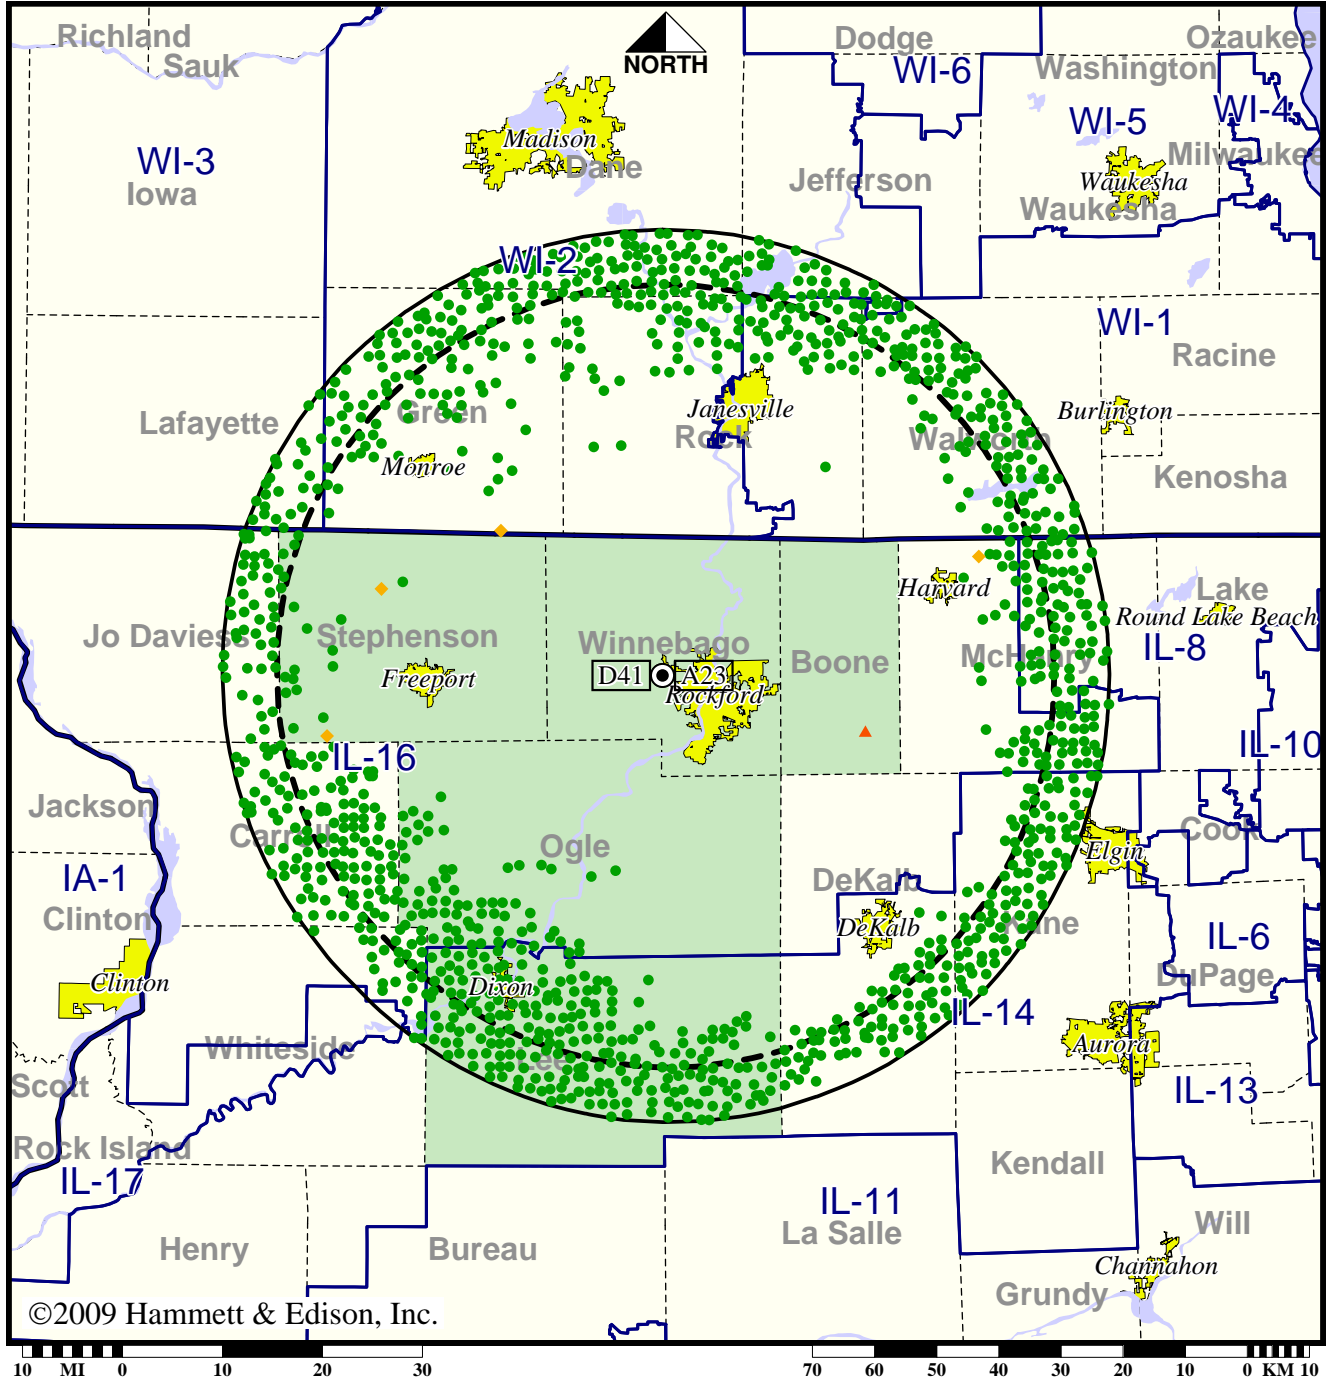 Richland
Sauk
NORTH
Dodge
WI-6
Ozaukee
Washington
WI-4
WI-5
Madison
WI-3
Iowa
Dane
Jefferson
Milwaukee
Waukesha
Waukesha
WI-2
WI-1
Racine
Lafayette
Green
Janesville
Rock
Walworth
Burlington
Monroe
Kenosha
Harvard
Lake
Round Lake Beach
Jo Daviess
Stephenson
Winnebago
Boone
McHenry
IL-8
Freeport
D41
A23
Rockford
IL-16
IL-10
Jackson
Carroll
Ogle
Cook
Elgin
IA-1
DeKalb
Clinton
DeKalb
Kane
IL-6
Clinton
Dixon
DuPage
IL-14
Whiteside
Lee
Aurora
Scott
IL-13
Rock Island
IL-17
Kendall
IL-11
La Salle
Will
Henry
Bureau
Channahon
Grundy
©2009 Hammett & Edison, Inc.
10 MI 0 10 20 30
70 60 50 40 30 20 10 0 KM 10